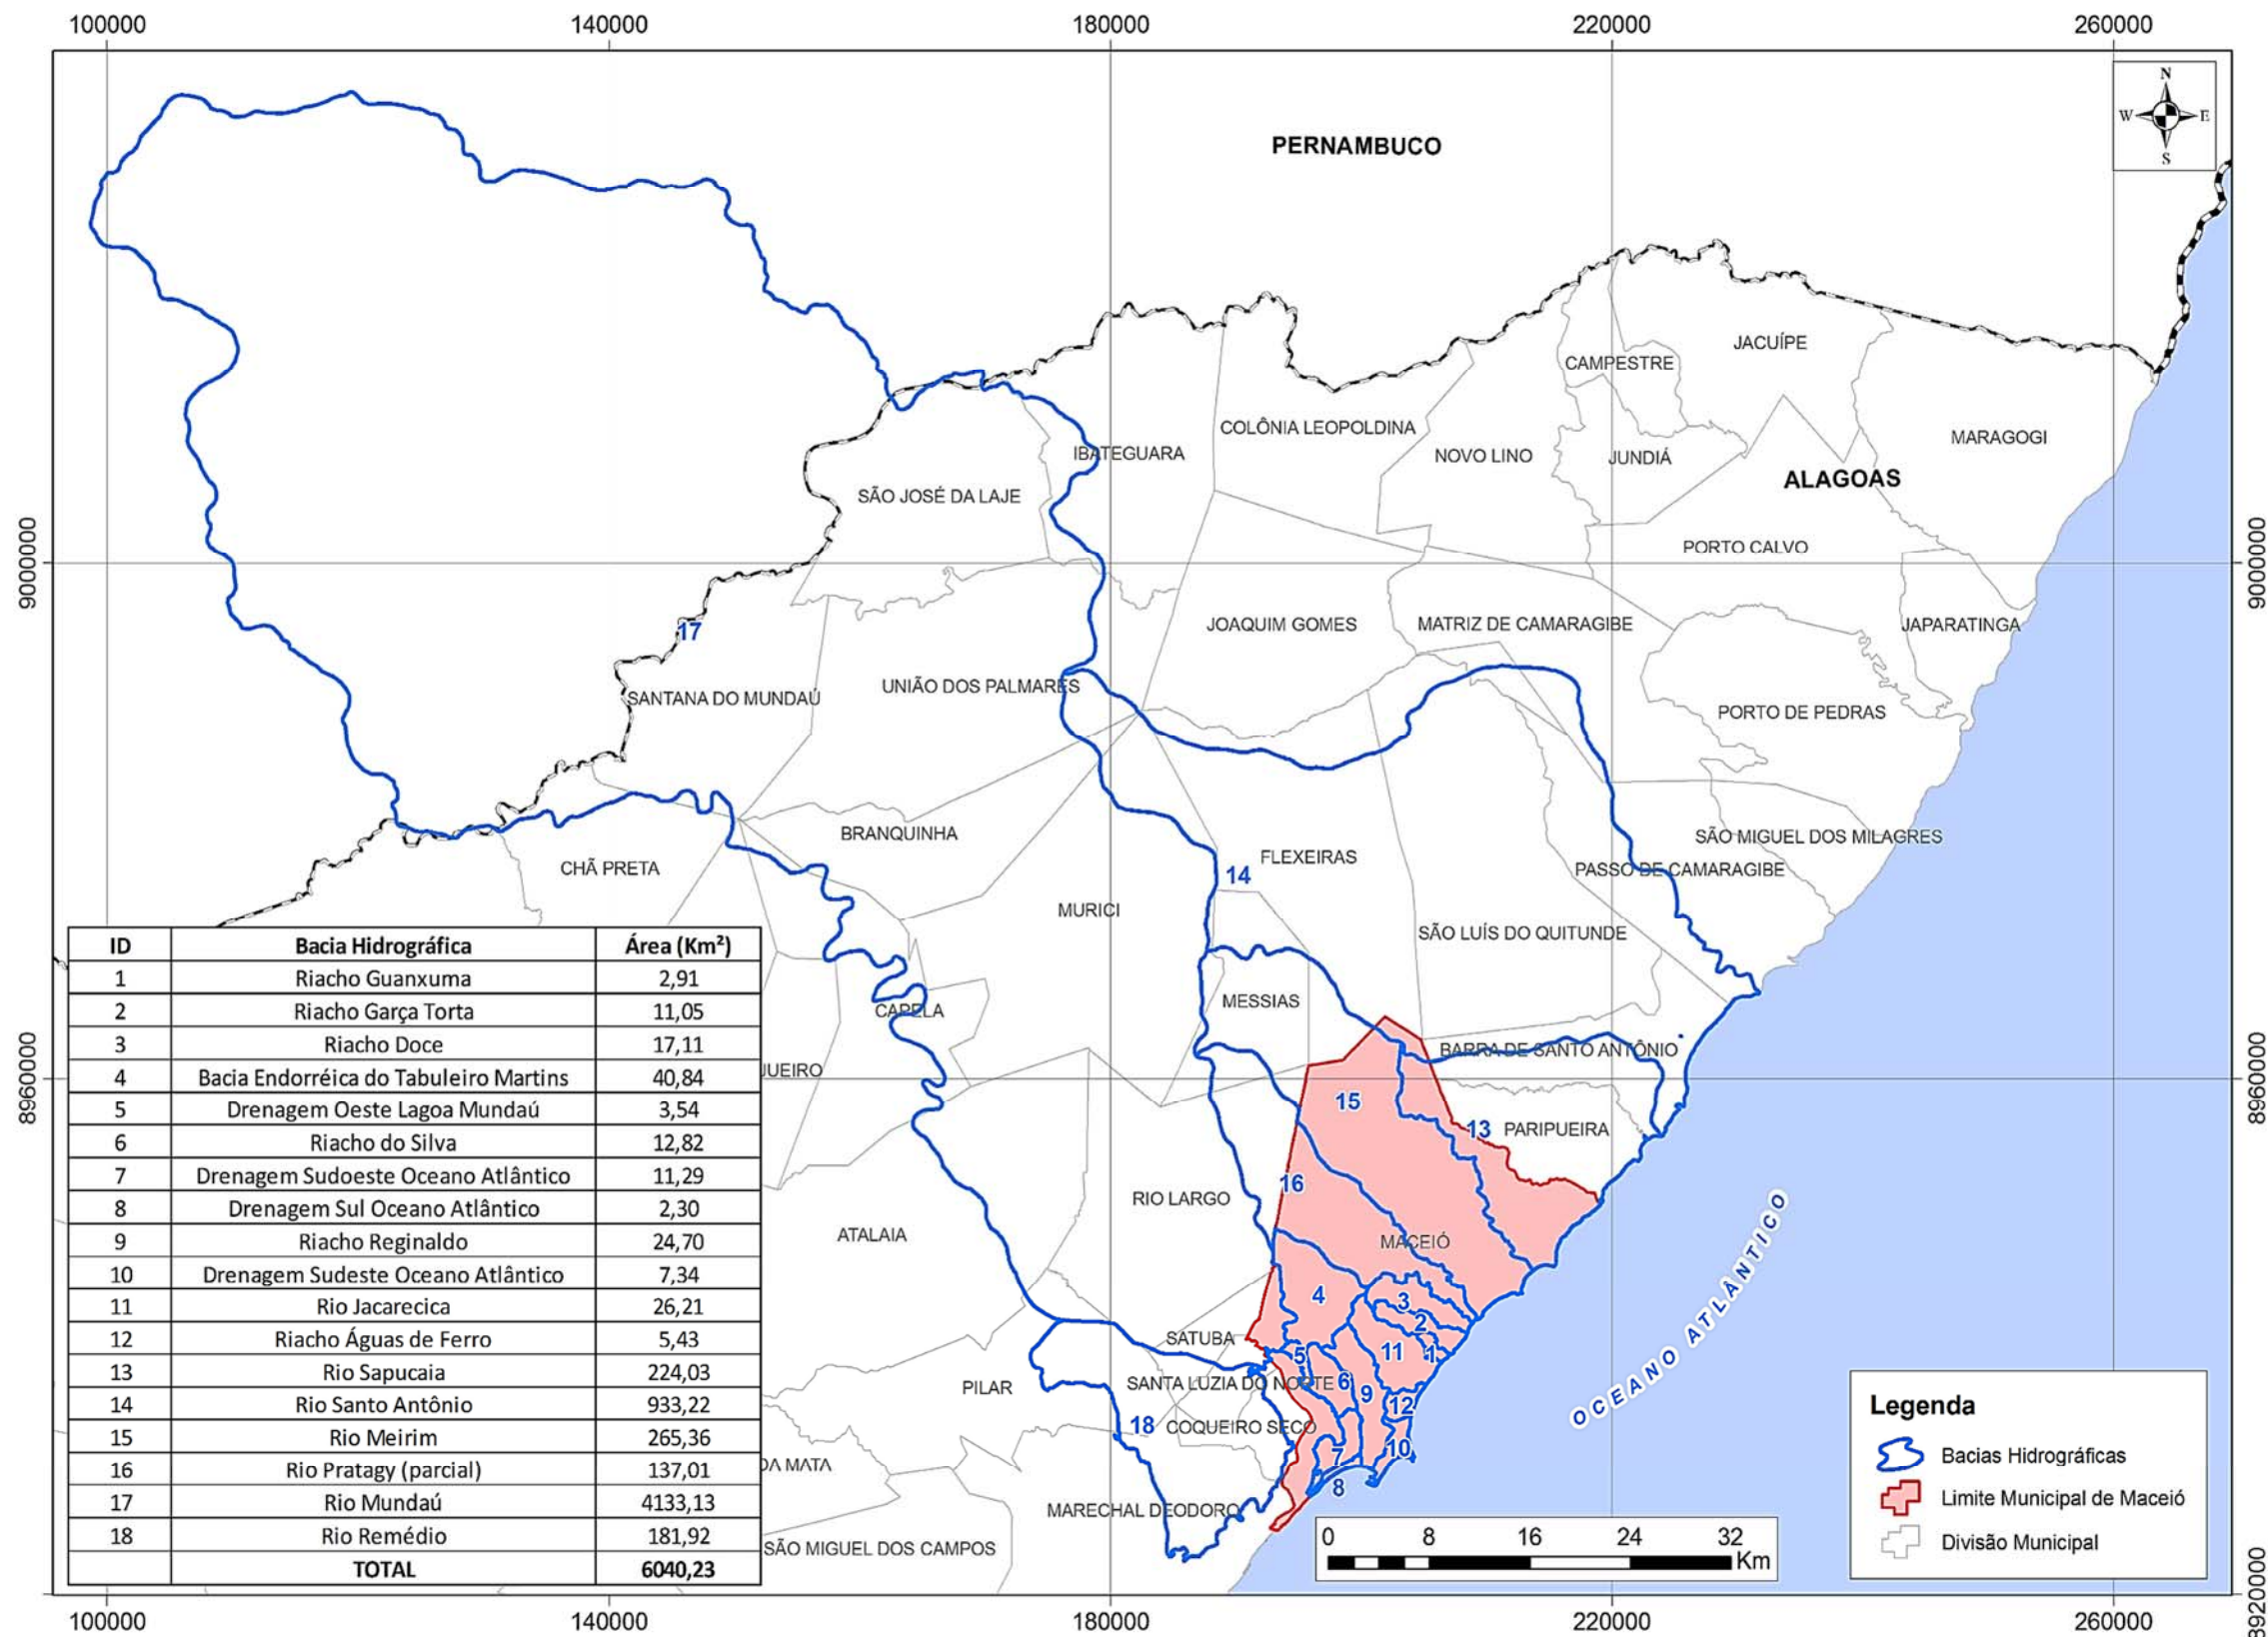 100000 140000 180000 220000 260000
N
W E
S
PERNAMBUCO
JACUÍPE
CAMPESTRE
COLÔNIA LEOPOLDINA
MARAGOGI
IBATEGUARA
NOVO LINO
JUNDIÁ
ALAGOAS
SÃO JOSÉ DA LAJE
PORTO CALVO
9000000
9000000
JOAQUIM GOMES
MATRIZ DE CAMARAGIBE
JAPARATINGA
17
UNIÃO DOS PALMARES
SANTANA DO MUNDAÚ
PORTO DE PEDRAS
BRANQUINHA
SÃO MIGUEL DOS MILAGRES
FLEXEIRAS
CHÃ PRETA
PASSO DE CAMARAGIBE
14
MURICI
SÃO LUÍS DO QUITUNDE
MESSIAS
CAPELA
BARRA DE SANTO ANTÔNIO
UEIRO
8960000
8960000
15
13
PARIPUEIRA
16
RIO LARGO
ATALAIA
MACEIÓ
4
3
2
SATUBA
5
11
1
SANTA LUZIA DO NORTE
6
PILAR
9
12
18
COQUEIRO SECO
10
7
DA MATA
8
MARECHAL DEODORO
SÃO MIGUEL DOS CAMPOS
OCEANO ATLÂNTICO
ID Bacia Hidrográfica Área (Km²)
1 Riacho Guanxuma 2,91
2 Riacho Garça Torta 11,05
3 Riacho Doce 17,11
4 Bacia Endorréica do Tabuleiro Martins 40,84
5 Drenagem Oeste Lagoa Mundaú 3,54
6 Riacho do Silva 12,82
7 Drenagem Sudoeste Oceano Atlântico 11,29
8 Drenagem Sul Oceano Atlântico 2,30
9 Riacho Reginaldo 24,70
10 Drenagem Sudeste Oceano Atlântico 7,34
11 Rio Jacarecica 26,21
12 Riacho Águas de Ferro 5,43
13 Rio Sapucaia 224,03
14 Rio Santo Antônio 933,22
15 Rio Meirim 265,36
16 Rio Pratagy (parcial) 137,01
17 Rio Mundaú 4133,13
18 Rio Remédio 181,92
TOTAL 6040,23
Legenda
Bacias Hidrográficas
Limite Municipal de Maceió
Divisão Municipal
0 8 16 24 32
Km
8920000
100000 140000 180000 220000 260000